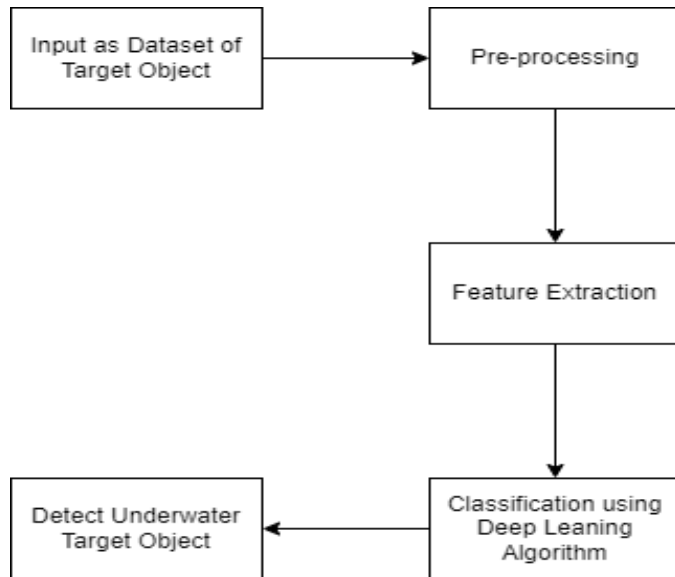 Input as Dataset of
Target Object
Pre-processing
Feature Extraction
Classification using
Deep Leaning
Algorithm
Detect Underwater
Target Object